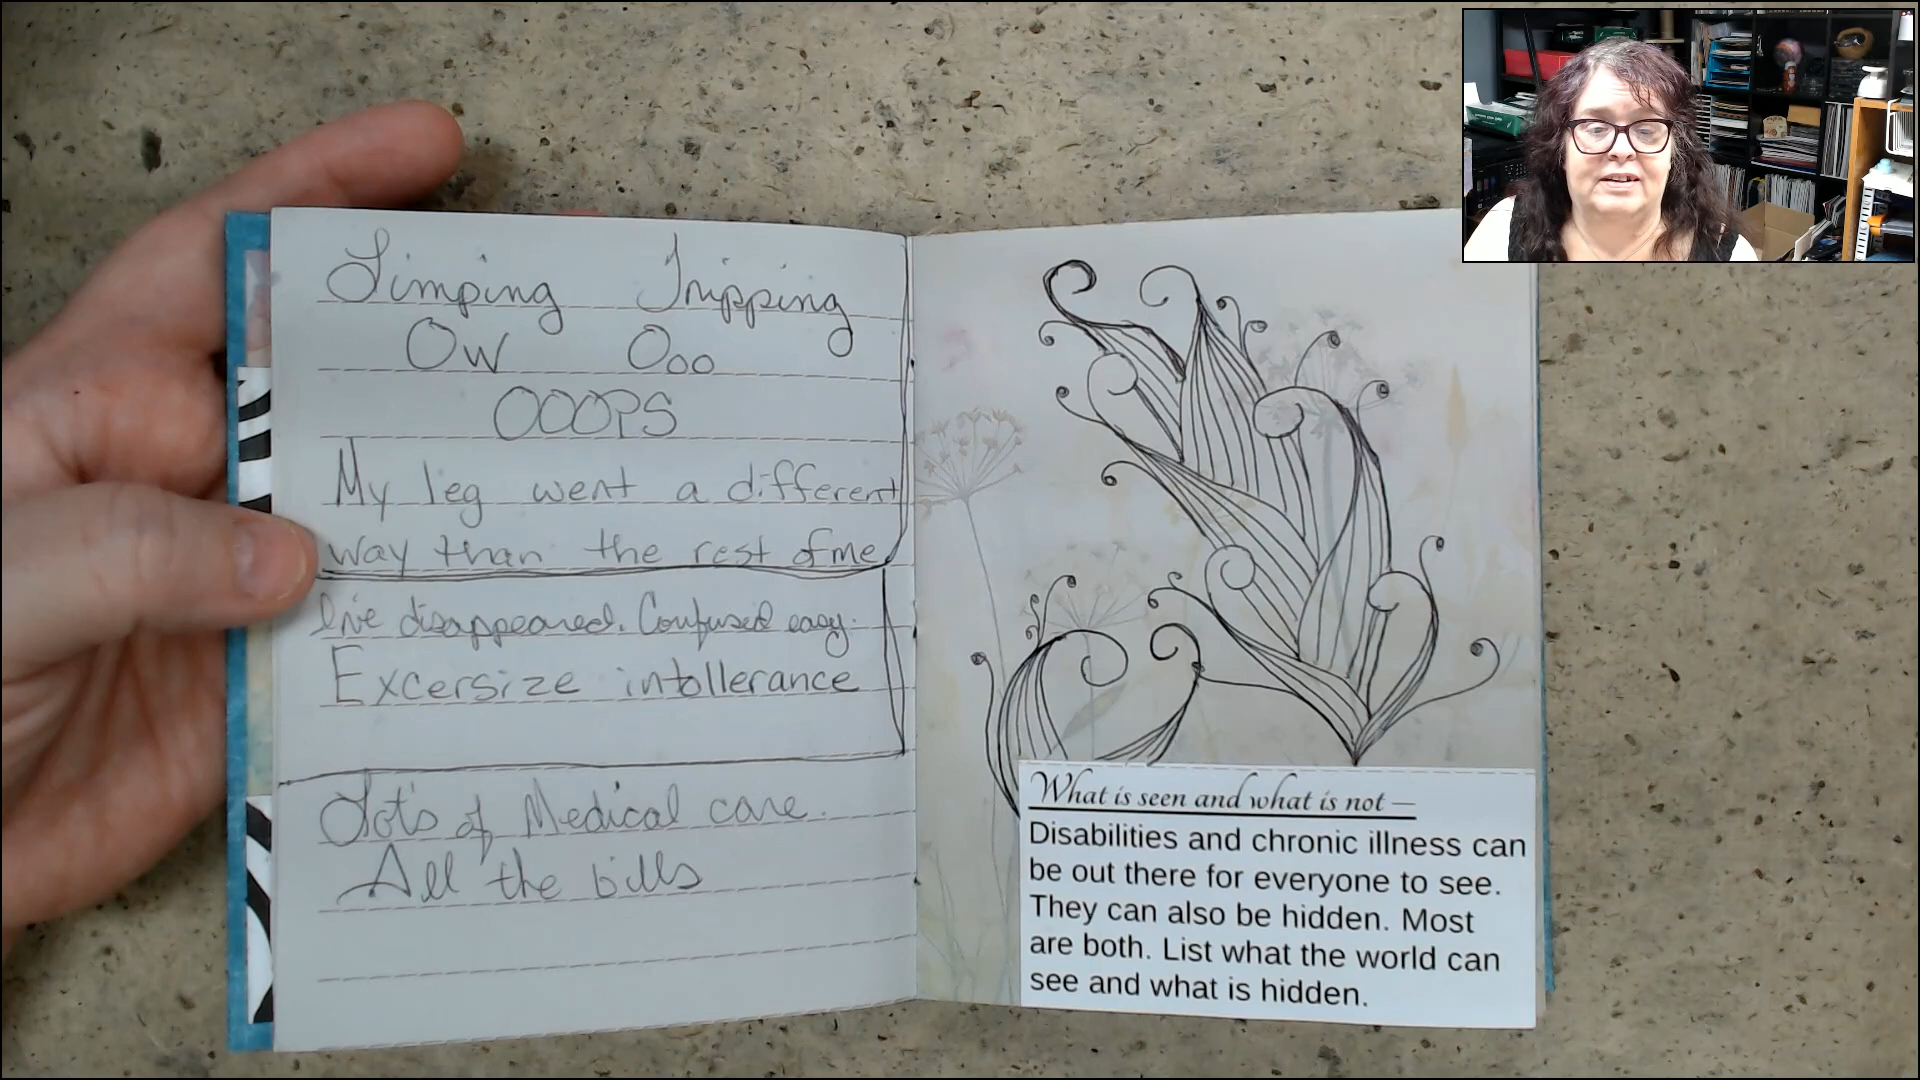 Limping Tripping
Ow Ooo
OOOPS
My leg went a different
way than the rest of me
I've disappeared. Confused easy.
Excersize intollerance
Lot's of Medical care.
All the bills
What is seen and what is not —
Disabilities and chronic illness can
be out there for everyone to see.
They can also be hidden. Most
are both. List what the world can
see and what is hidden.